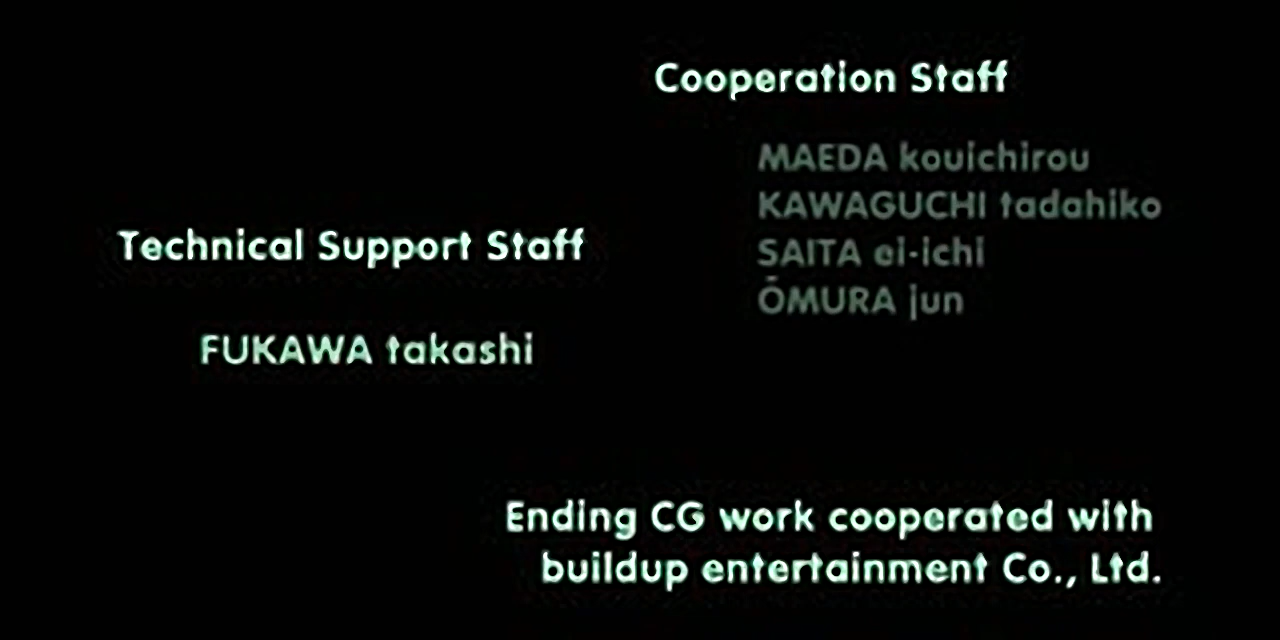 Cooperation Staff
MAEDA kouichirou
KAWAGUCHI tadahiko
SAITA ei-ichi
ŌMURA jun
Technical Support Staff
FUKAWA takashi
Ending CG work cooperated with
buildup entertainment Co., Ltd.